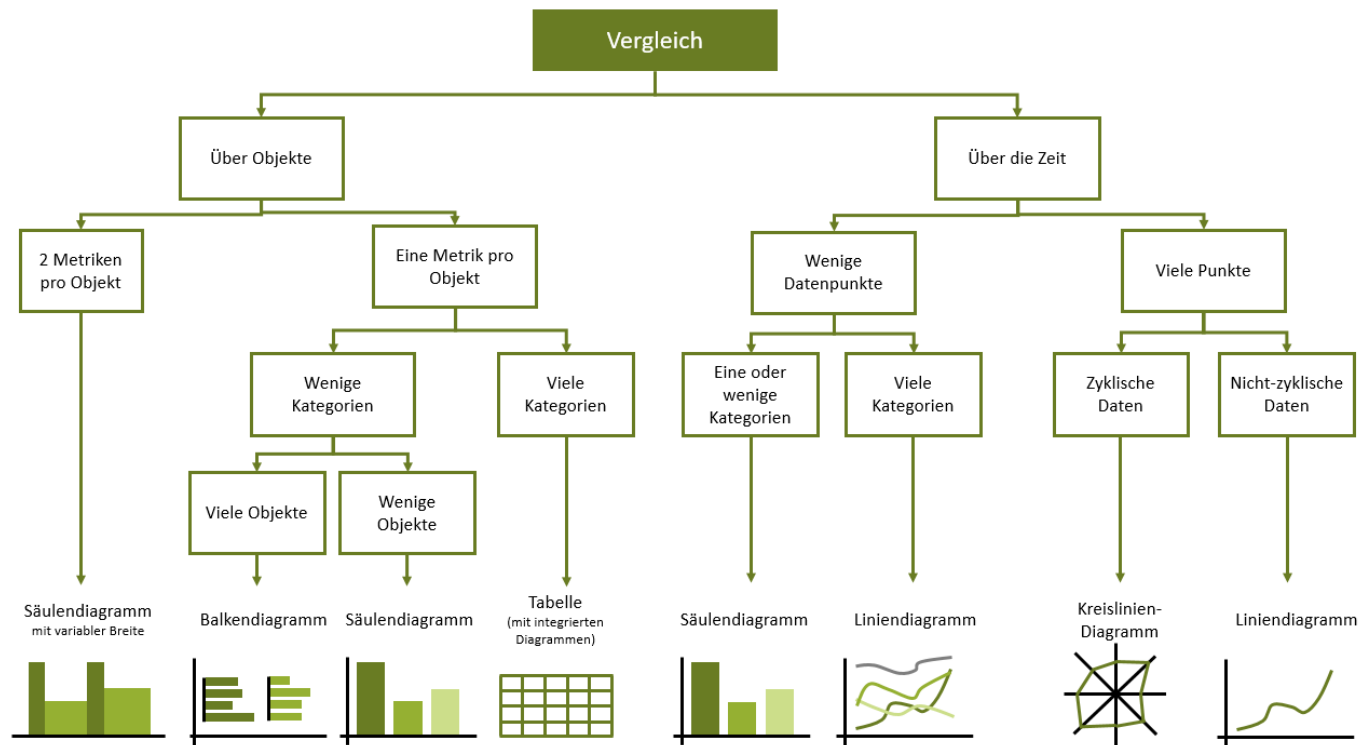 Vergleich
Über Objekte
Über die Zeit
2 Metriken
pro Objekt
Eine Metrik pro
Objekt
Wenige
Datenpunkte
Viele Punkte
Wenige
Kategorien
Viele
Kategorien
Eine oder
wenige
Kategorien
Viele
Kategorien
Zyklische
Daten
Nicht-zyklische
Daten
Viele Objekte
Wenige
Objekte
Säulendiagramm
mit variabler Breite
Balkendiagramm
Säulendiagramm
Tabelle
(mit integrierten
Diagrammen)
Säulendiagramm
Liniendiagramm
Kreislinien-
Diagramm
Liniendiagramm